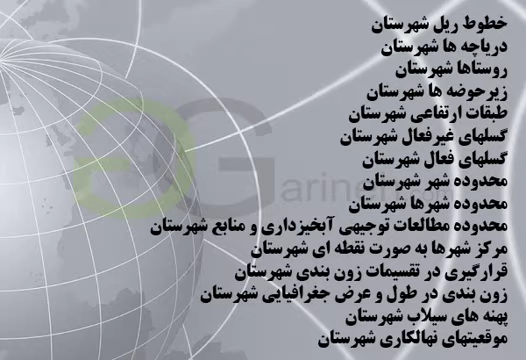 خطوط ریل شهرستان
دریاچه ها شهرستان
روستاها شهرستان
زیرحوضه ها شهرستان
طبقات ارتفاعی شهرستان
گسلهای غیرفعال شهرستان
گسلهای فعال شهرستان
محدوده شهر شهرستان
محدوده شهرها شهرستان
محدوده مطالعات توجیهی آبخیزداری و منابع شهرستان
مرکز شهرها به صورت نقطه ای شهرستان
قرارگیری در تقسیمات زون بندی شهرستان
زون بندی در طول و عرض جغرافیایی شهرستان
پهنه های سیلاب شهرستان
موقعیتهای نهالکاری شهرستان